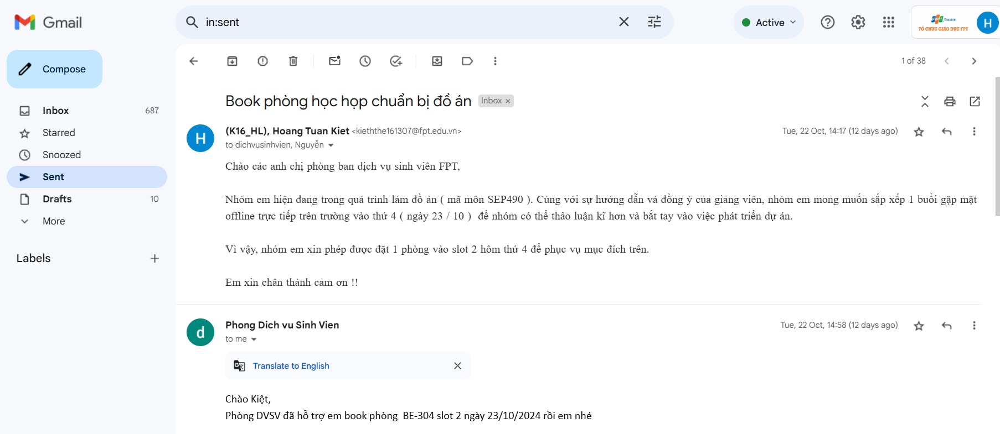 Gmail
in:sent
Active
FPT Education
TỔ CHỨC GIÁO DỤC FPT
H
Compose
1 of 38
Inbox 687
Starred
Snoozed
Sent
Drafts 10
More
Labels
Book phòng học họp chuẩn bị đồ án Inbox ×
H
(K16_HL), Hoang Tuan Kiet <kieththe161307@fpt.edu.vn> Tue, 22 Oct, 14:17 (12 days ago)
to dichvusinhvien, Nguyễn
Chào các anh chị phòng ban dịch vụ sinh viên FPT,
Nhóm em hiện đang trong quá trình làm đồ án ( mã môn SEP490 ). Cùng với sự hướng dẫn và đồng ý của giảng viên, nhóm em mong muốn sắp xếp 1 buổi gặp mặt
offline trực tiếp trên trường vào thứ 4 ( ngày 23 / 10 )  để nhóm có thể thảo luận kĩ hơn và bắt tay vào việc phát triển dự án.
Vì vậy, nhóm em xin phép được đặt 1 phòng vào slot 2 hôm thứ 4 để phục vụ mục đích trên.
Em xin chân thành cảm ơn !!
d
Phong Dich vu Sinh Vien Tue, 22 Oct, 14:58 (12 days ago)
to me
Translate to English
Chào Kiệt,
Phòng DVSV đã hỗ trợ em book phòng  BE-304 slot 2 ngày 23/10/2024 rồi em nhé